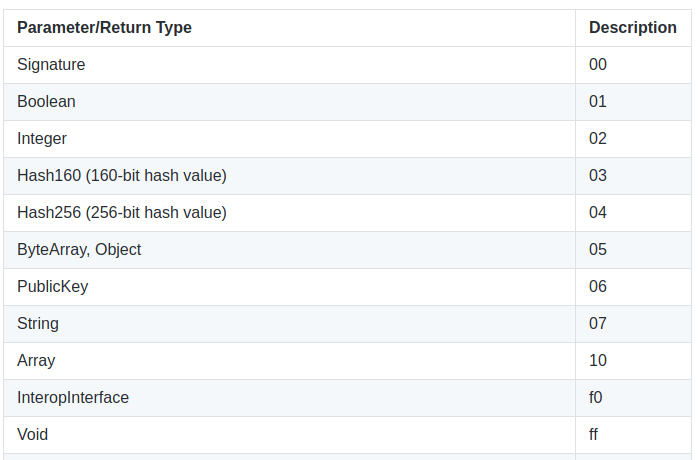 Parameter/Return Type Description
Signature 00
Boolean 01
Integer 02
Hash160 (160-bit hash value) 03
Hash256 (256-bit hash value) 04
ByteArray, Object 05
PublicKey 06
String 07
Array 10
InteropInterface f0
Void ff